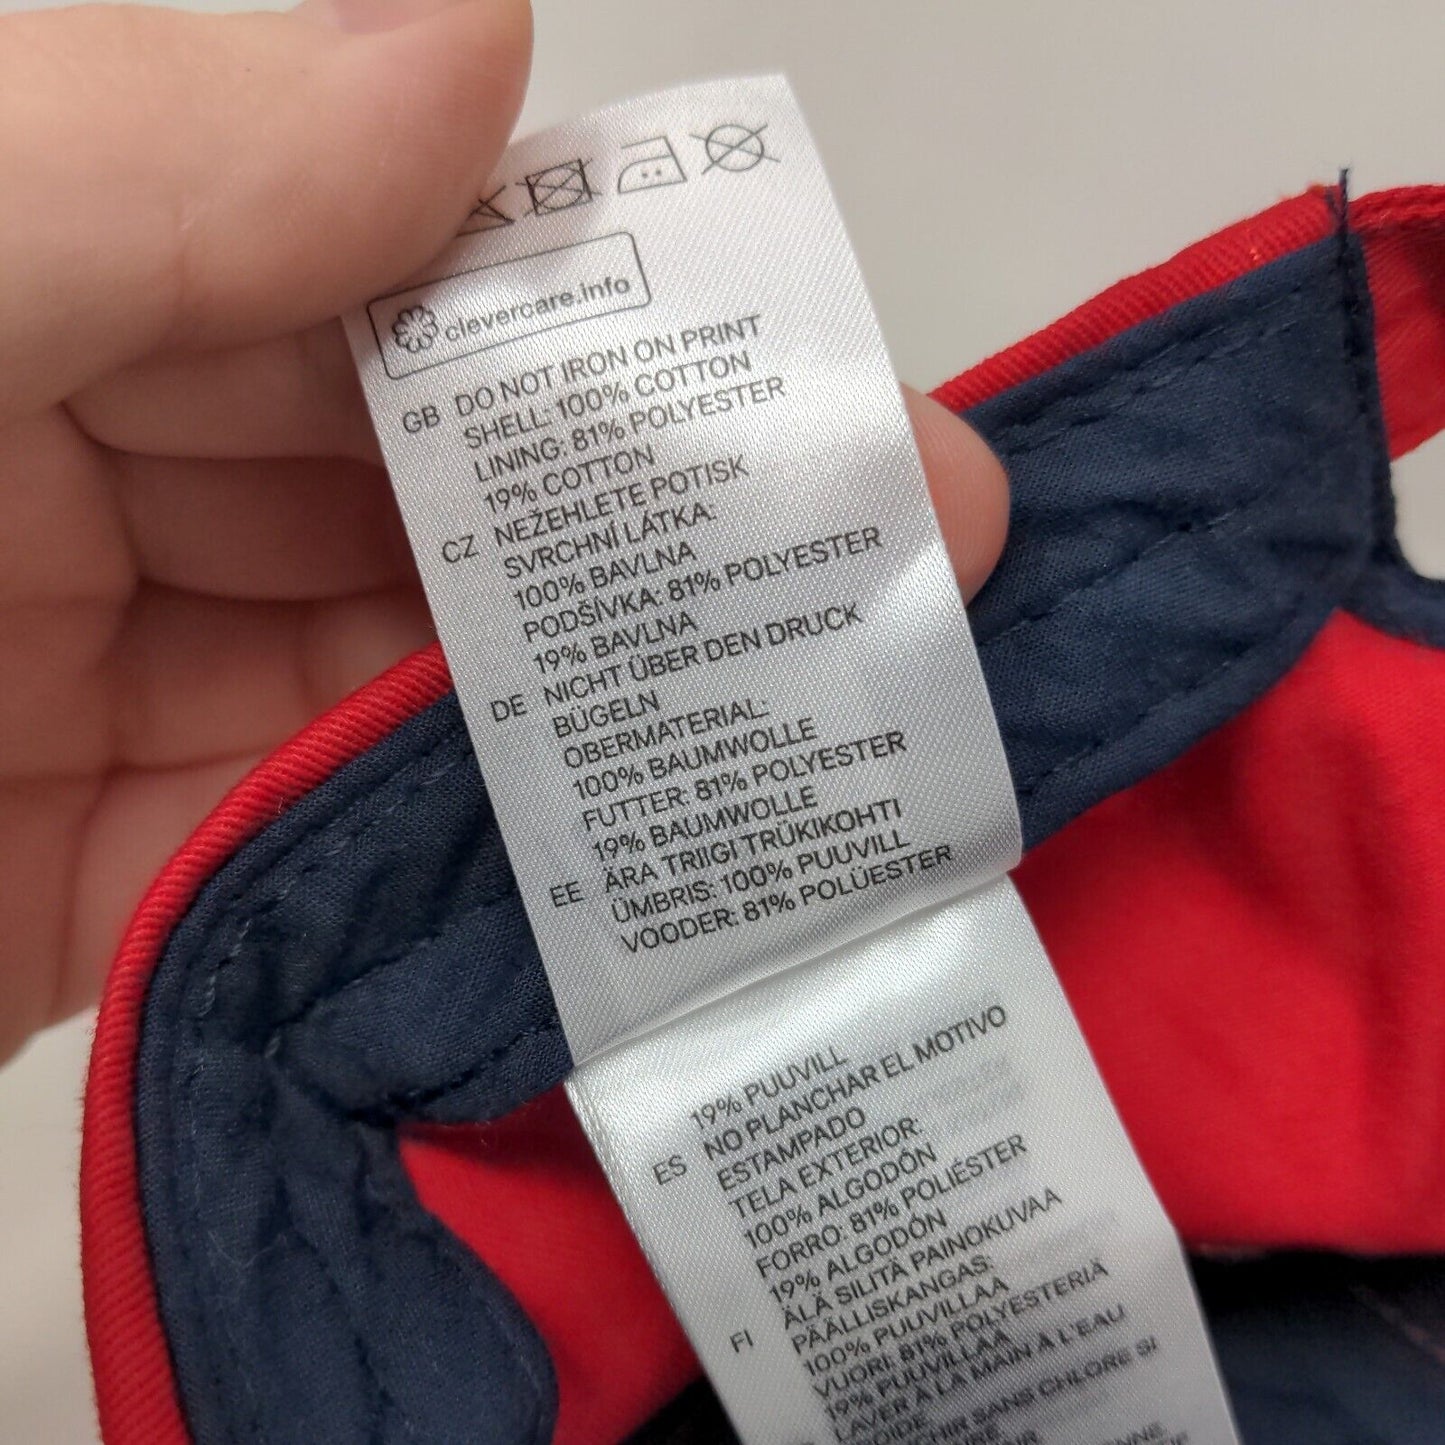 clevercare.info
GB DO NOT IRON ON PRINT
SHELL: 100% COTTON
LINING: 81% POLYESTER
19% COTTON
CZ NEŽEHLETE POTISK
SVRCHNÍ LÁTKA:
100% BAVLNA
PODŠÍVKA: 81% POLYESTER
19% BAVLNA
DE NICHT ÜBER DEN DRUCK
BÜGELN
OBERMATERIAL:
100% BAUMWOLLE
FUTTER: 81% POLYESTER
19% BAUMWOLLE
EE ÄRA TRIIGI TRÜKIKOHTI
ÜMBRIS: 100% PUUVILL
VOODER: 81% POLÜESTER
19% PUUVILL
ES NO PLANCHAR EL MOTIVO
ESTAMPADO
TELA EXTERIOR:
100% ALGODÓN
FORRO: 81% POLIÉSTER
19% ALGODÓN
FI ÄLÄ SILITÄ PAINOKUVAA
PÄÄLLISKANGAS:
100% PUUVILLAA
VUORI: 81% POLYESTERIÄ
19% PUUVILLAA
LAVER À LA MAIN À L'EAU
SANS CHLORE SI